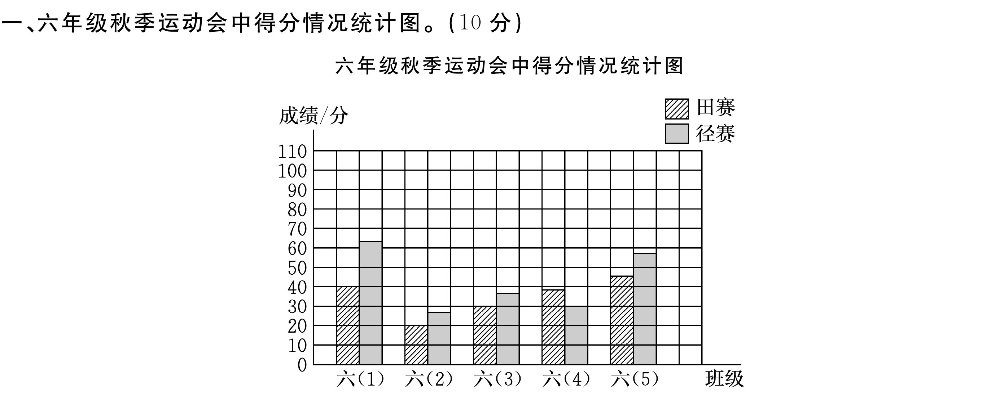 一、六年级秋季运动会中得分情况统计图。(10 分)
六年级秋季运动会中得分情况统计图
田赛
成绩/分
径赛
110
100
90
80
70
60
50
40
30
20
10
0
六(1) 六(2) 六(3) 六(4) 六(5) 班级